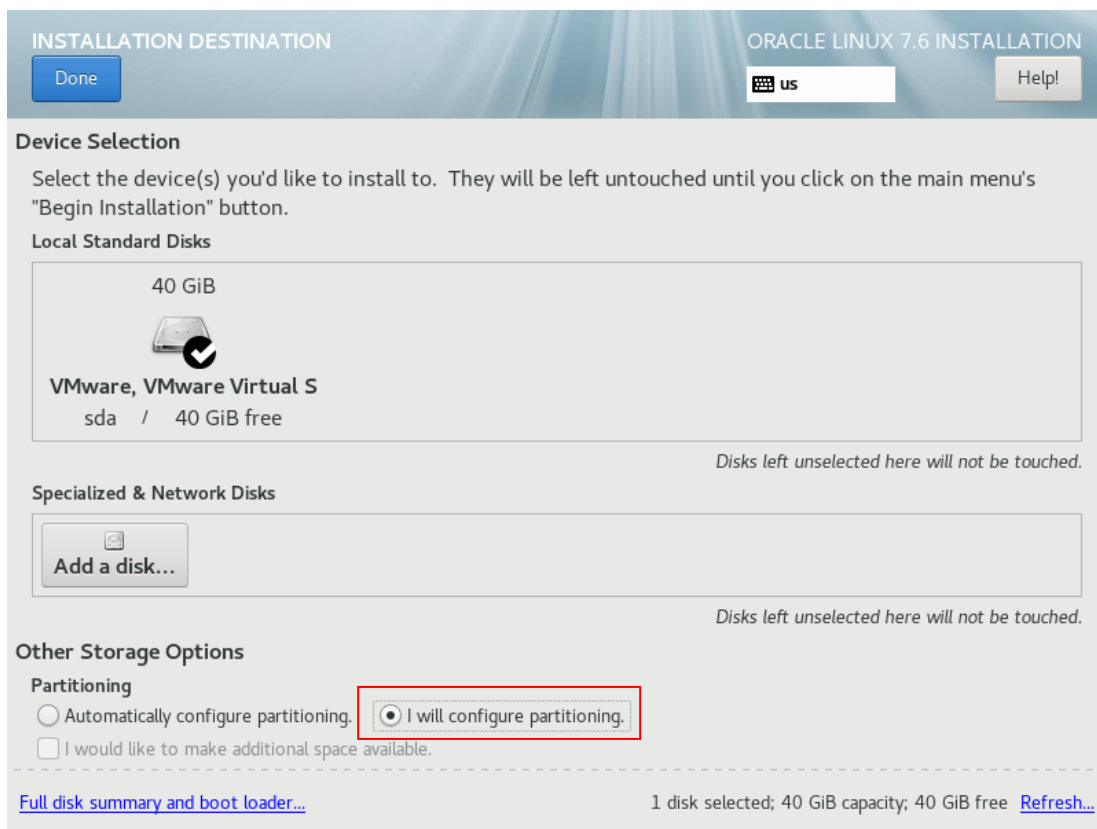 INSTALLATION DESTINATION
ORACLE LINUX 7.6 INSTALLATION
Done
us
Help!
Device Selection
Select the device(s) you'd like to install to.  They will be left untouched until you click on the main menu's
"Begin Installation" button.
Local Standard Disks
40 GiB
VMware, VMware Virtual S
sda / 40 GiB free
Disks left unselected here will not be touched.
Specialized & Network Disks
Add a disk...
Disks left unselected here will not be touched.
Other Storage Options
Partitioning
Automatically configure partitioning. I will configure partitioning.
I would like to make additional space available.
Full disk summary and boot loader... 1 disk selected; 40 GiB capacity; 40 GiB free Refresh...